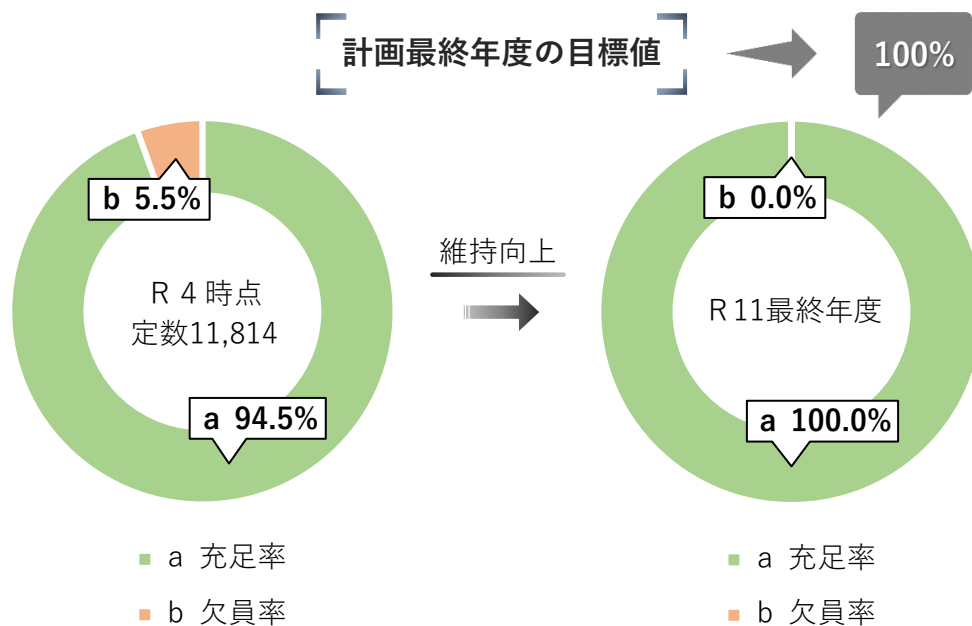 計画最終年度の目標値
100%
b 5.5%
R 4 時点
定数11,814
a 94.5%
a 充足率
b 欠員率
維持向上
b 0.0%
R 11最終年度
a 100.0%
a 充足率
b 欠員率